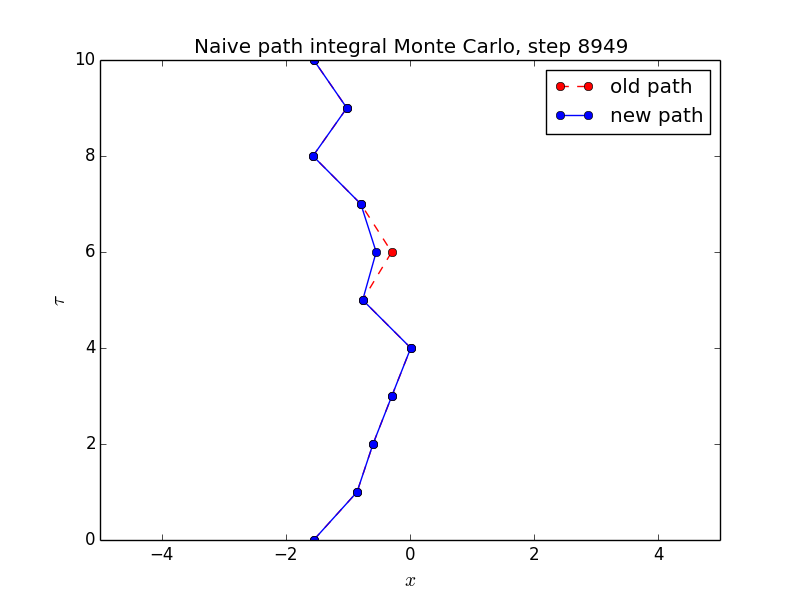 Naive path integral Monte Carlo, step 8949
old path
new path
10
8
6
4
2
0
τ
−4
−2
0
2
4
x